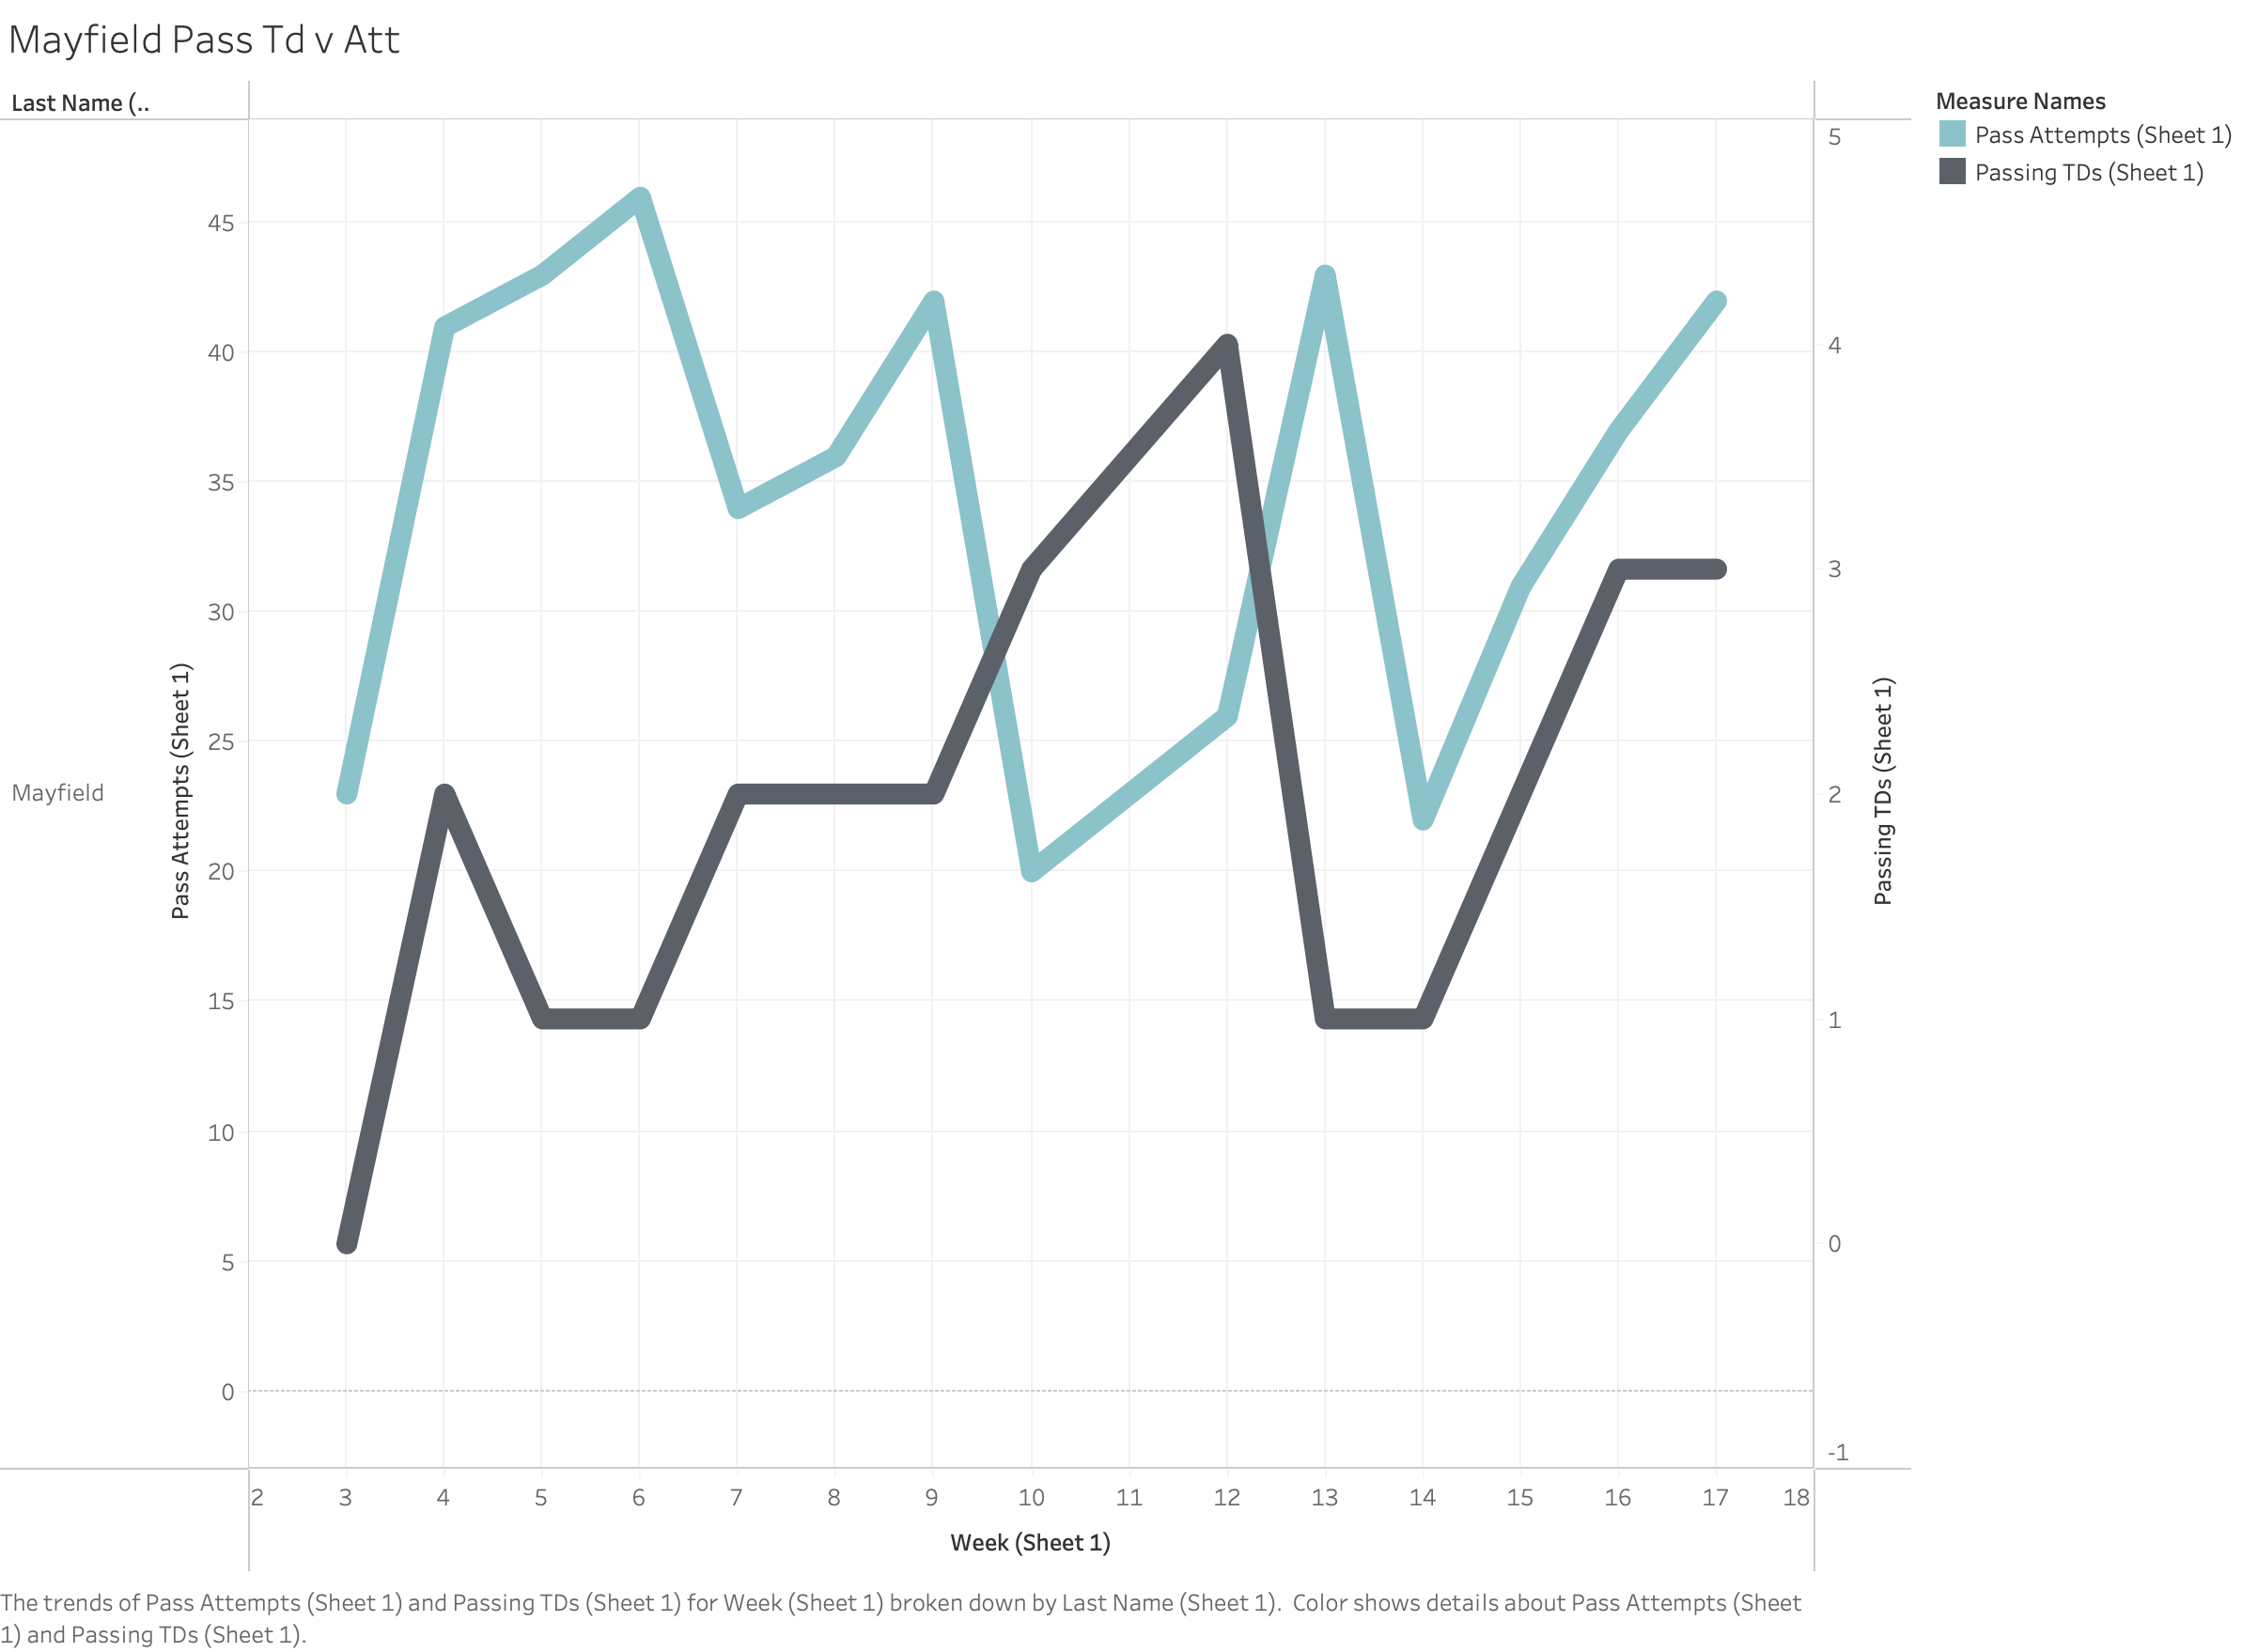 Mayfield Pass Td v Att
Last Name (..
Measure Names
Pass Attempts (Sheet 1)
Passing TDs (Sheet 1)
Mayfield
Pass Attempts (Sheet 1)
45
40
35
30
25
20
15
10
5
0
5
4
3
2
1
0
-1
Passing TDs (Sheet 1)
2 3 4 5 6 7 8 9 10 11 12 13 14 15 16 17 18
Week (Sheet 1)
The trends of Pass Attempts (Sheet 1) and Passing TDs (Sheet 1) for Week (Sheet 1) broken down by Last Name (Sheet 1).  Color shows details about Pass Attempts (Sheet
1) and Passing TDs (Sheet 1).